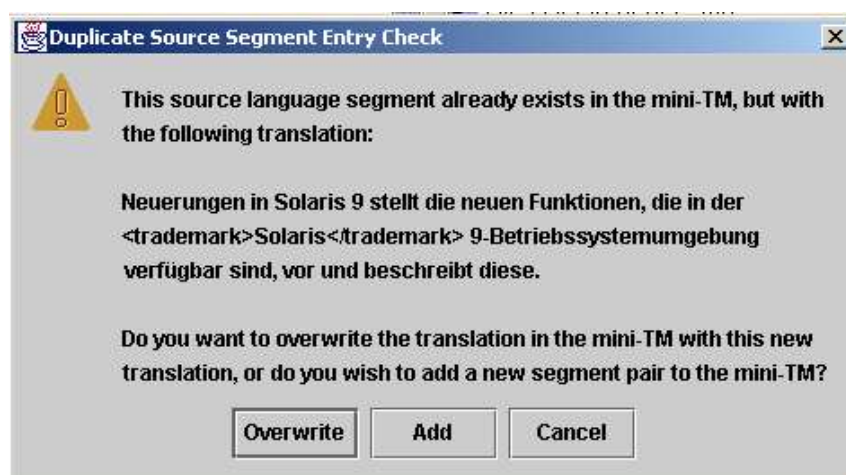 Duplicate Source Segment Entry Check
This source language segment already exists in the mini-TM, but with
the following translation:
Neuerungen in Solaris 9 stellt die neuen Funktionen, die in der
<trademark>Solaris</trademark> 9-Betriebssystemumgebung
verfügbar sind, vor und beschreibt diese.
Do you want to overwrite the translation in the mini-TM with this new
translation, or do you wish to add a new segment pair to the mini-TM?
Overwrite Add Cancel